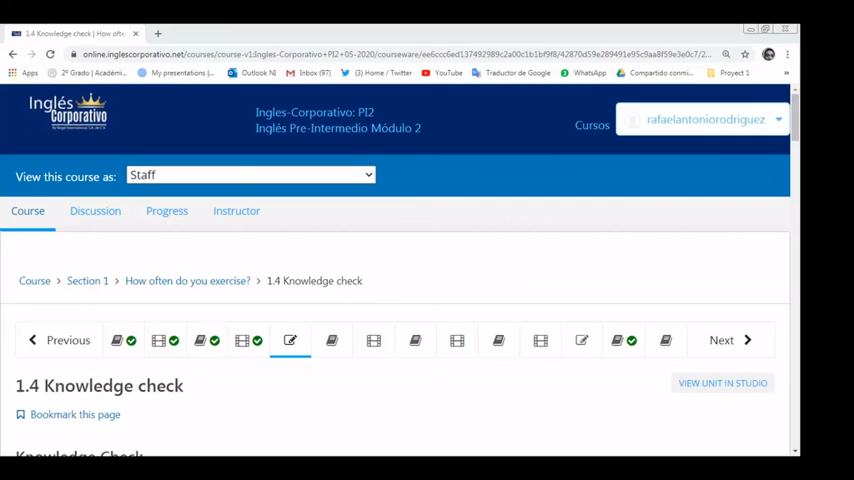 1.4 Knowledge check | How ofte
online.inglescorporativo.net/courses/course-v1:Ingles-Corporativo+PI2+05-2020/courseware/ee6ccc6ed137492989c2a00c1b1bf9f8/42870d59e289491e95c9aa8f59e3e0c7/2...
Apps 2º Grado | Académi... My presentations |... Outlook NI Inbox (97) (3) Home / Twitter YouTube Traductor de Google WhatsApp Compartido conmi... Proyect 1 »
Inglés
Corporativo
Ingles-Corporativo: PI2
Inglés Pre-Intermedio Módulo 2
Cursos
rafaelantoniorodriguez
View this course as: Staff
Course Discussion Progress Instructor
Course > Section 1 > How often do you exercise? > 1.4 Knowledge check
Previous Next
1.4 Knowledge check
VIEW UNIT IN STUDIO
Bookmark this page
Knowledge Check